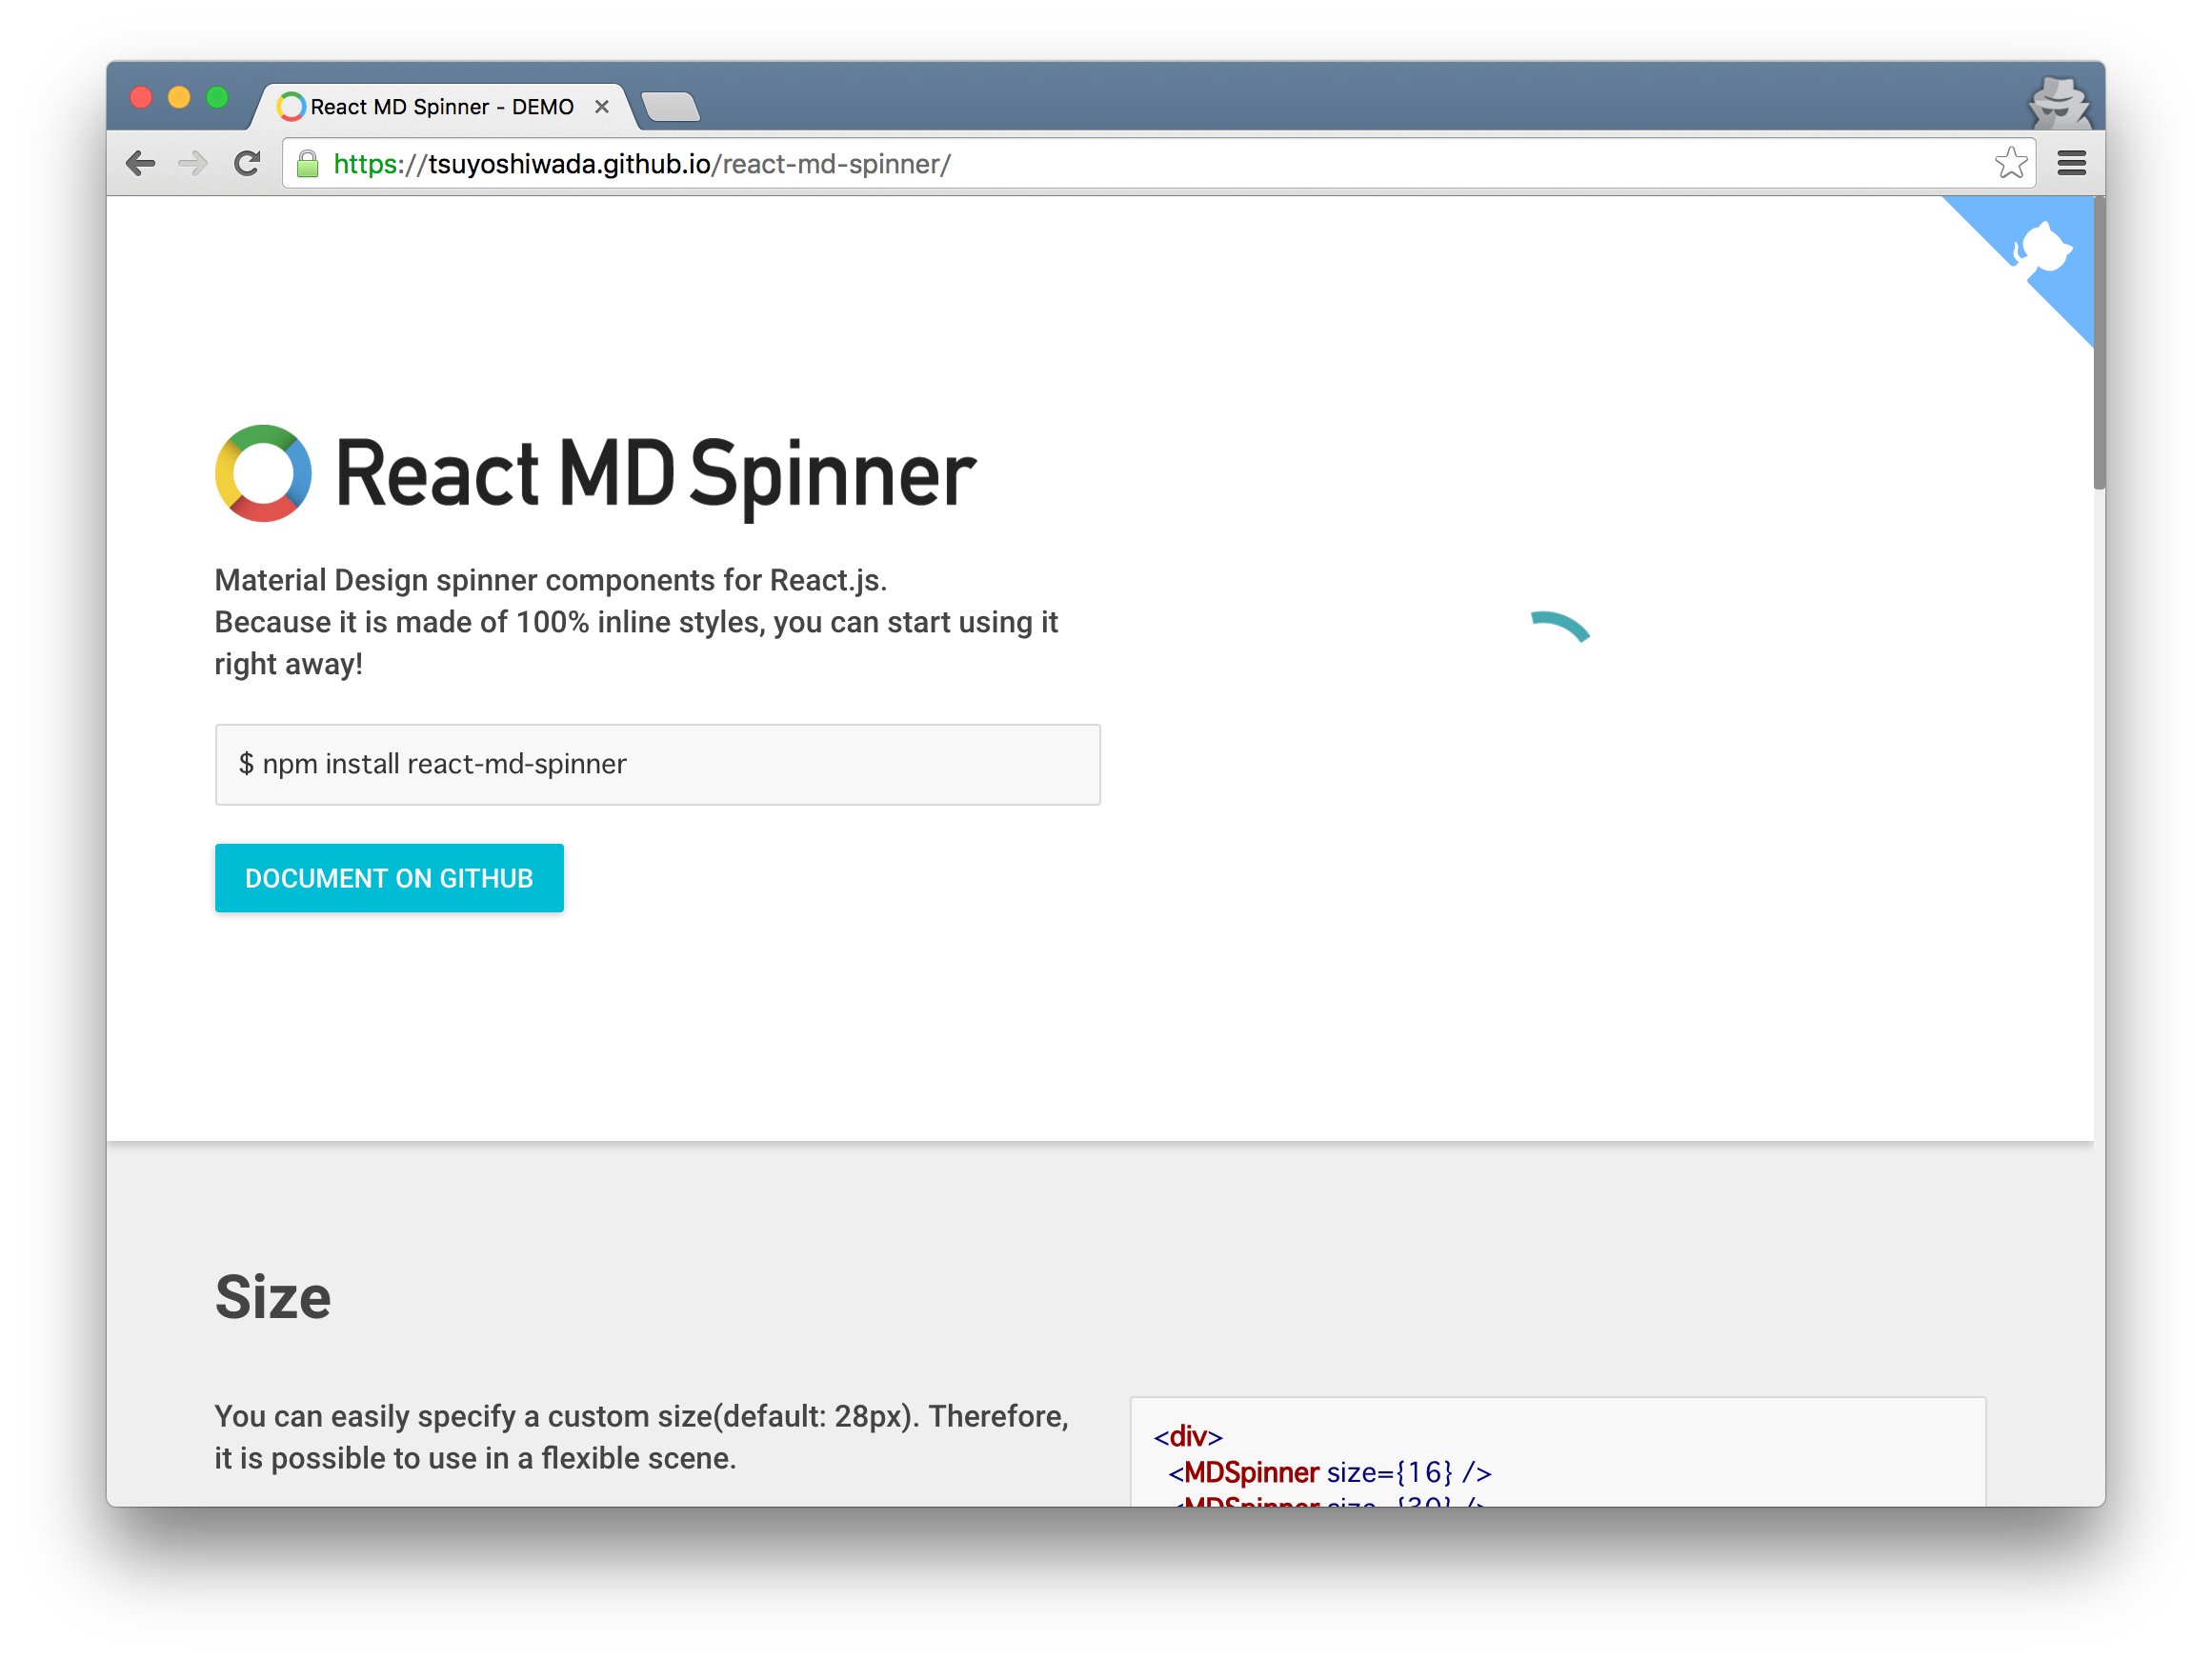 React MD Spinner - DEMO
https://tsuyoshiwada.github.io/react-md-spinner/
React MD Spinner
Material Design spinner components for React.js.
Because it is made of 100% inline styles, you can start using it
right away!
$ npm install react-md-spinner
DOCUMENT ON GITHUB
Size
You can easily specify a custom size(default: 28px). Therefore,
it is possible to use in a flexible scene.
<div>
<MDSpinner size={16} />
<MDSpinner size={30} />